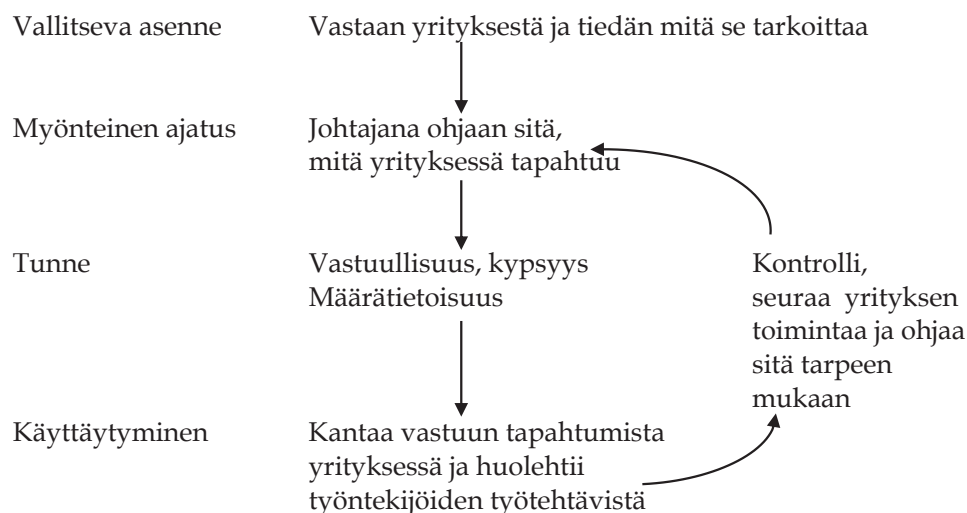 Vallitseva asenne Vastaan yrityksestä ja tiedän mitä se tarkoittaa
Myönteinen ajatus Johtajana ohjaan sitä,
mitä yrityksessä tapahtuu
Tunne Vastuullisuus, kypsyys
Määrätietoisuus
Kontrolli,
seuraa yrityksen
toimintaa ja ohjaa
sitä tarpeen
mukaan
Käyttäytyminen Kantaa vastuun tapahtumista
yrityksessä ja huolehtii
työntekijöiden työtehtävistä